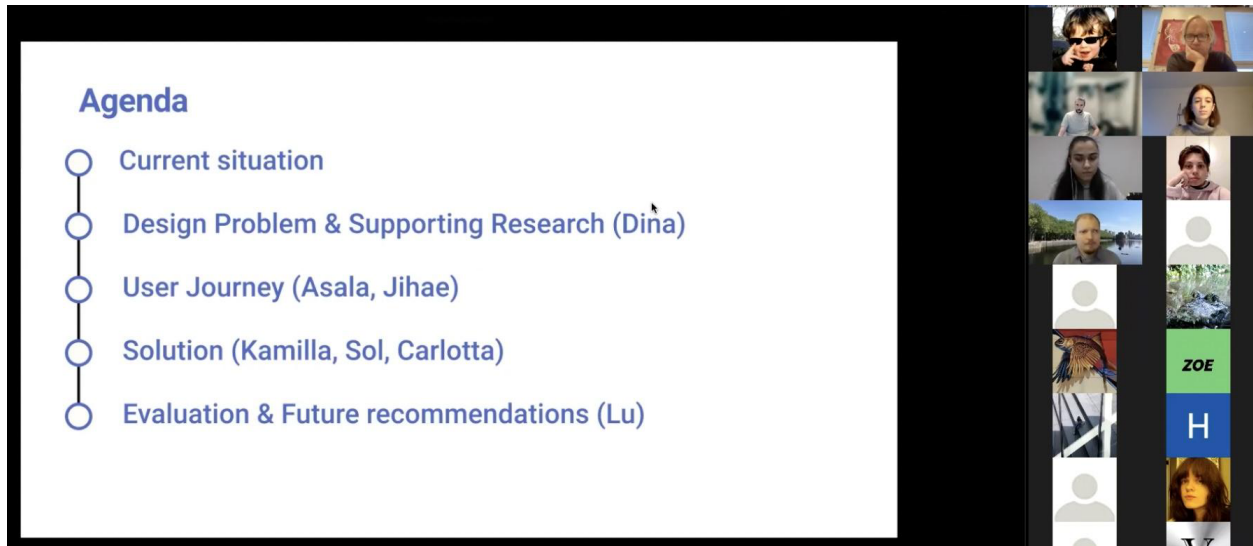 Agenda
Current situation
Design Problem & Supporting Research (Dina)
User Journey (Asala, Jihae)
Solution (Kamilla, Sol, Carlotta)
Evaluation & Future recommendations (Lu)
ZOE
H